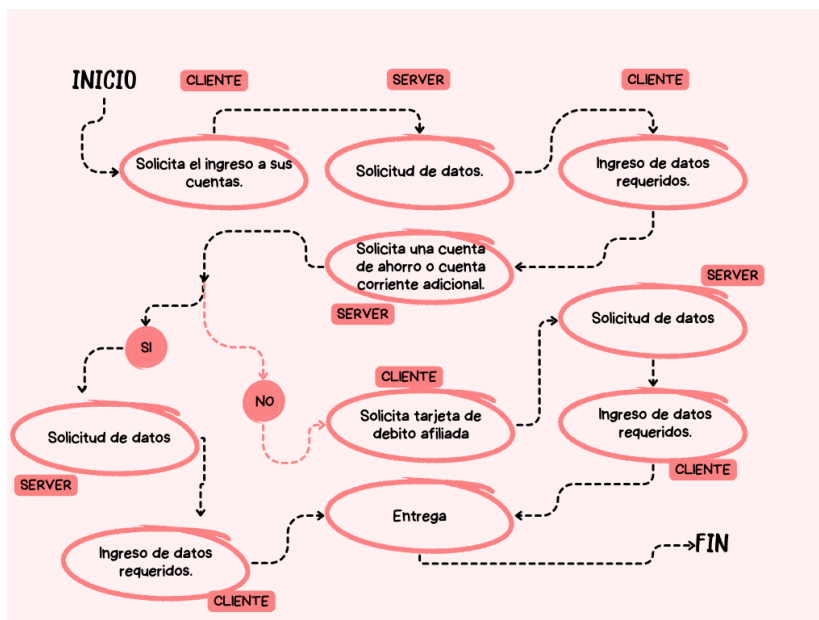 INICIO
CLIENTE
SERVER
CLIENTE
Solicita el ingreso a sus
cuentas.
Solicitud de datos.
Ingreso de datos
requeridos.
Solicita una cuenta
de ahorro o cuenta
corriente adicional.
SERVER
SERVER
Solicitud de datos
SI
NO
CLIENTE
Solicita tarjeta de
debito afiliada
Ingreso de datos
requeridos.
CLIENTE
Solicitud de datos
SERVER
Entrega
FIN
Ingreso de datos
requeridos.
CLIENTE